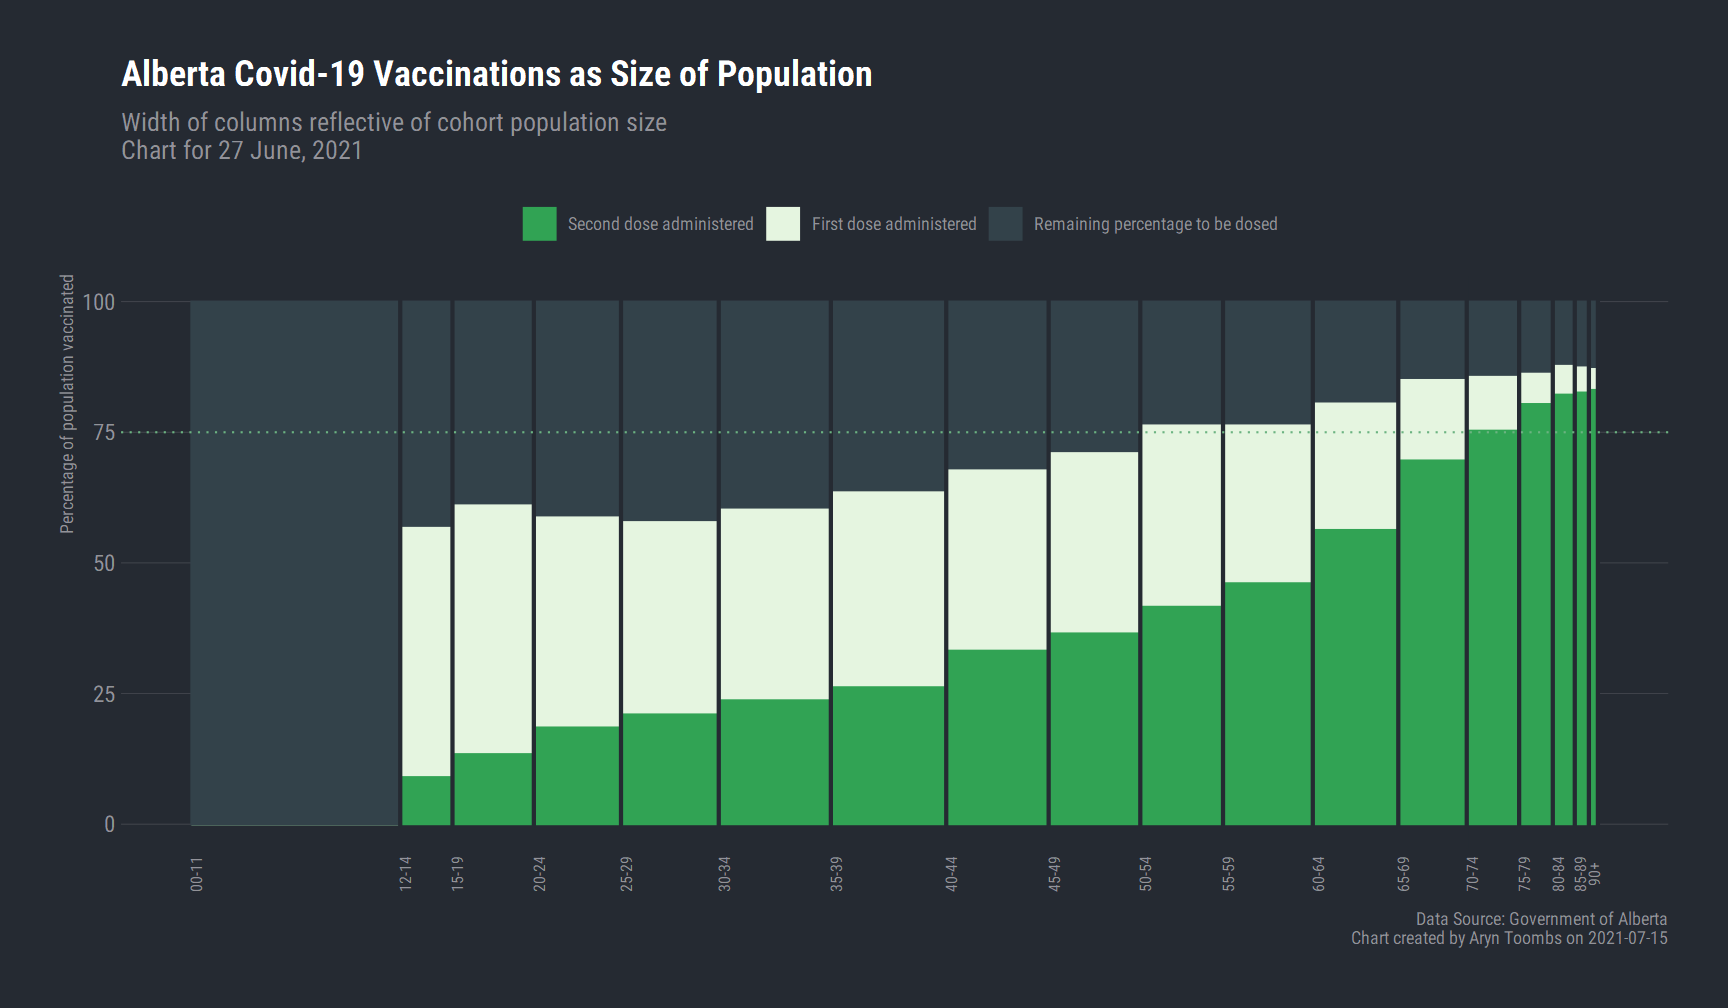 Alberta Covid-19 Vaccinations as Size of Population
Width of columns reflective of cohort population size
Chart for 27 June, 2021
Second dose administered
First dose administered
Remaining percentage to be dosed
Percentage of population vaccinated
100
75
50
25
0
00-11
12-14
15-19
20-24
25-29
30-34
35-39
40-44
45-49
50-54
55-59
60-64
65-69
70-74
75-79
80-84
85-89
90+
Data Source: Government of Alberta
Chart created by Aryn Toombs on 2021-07-15